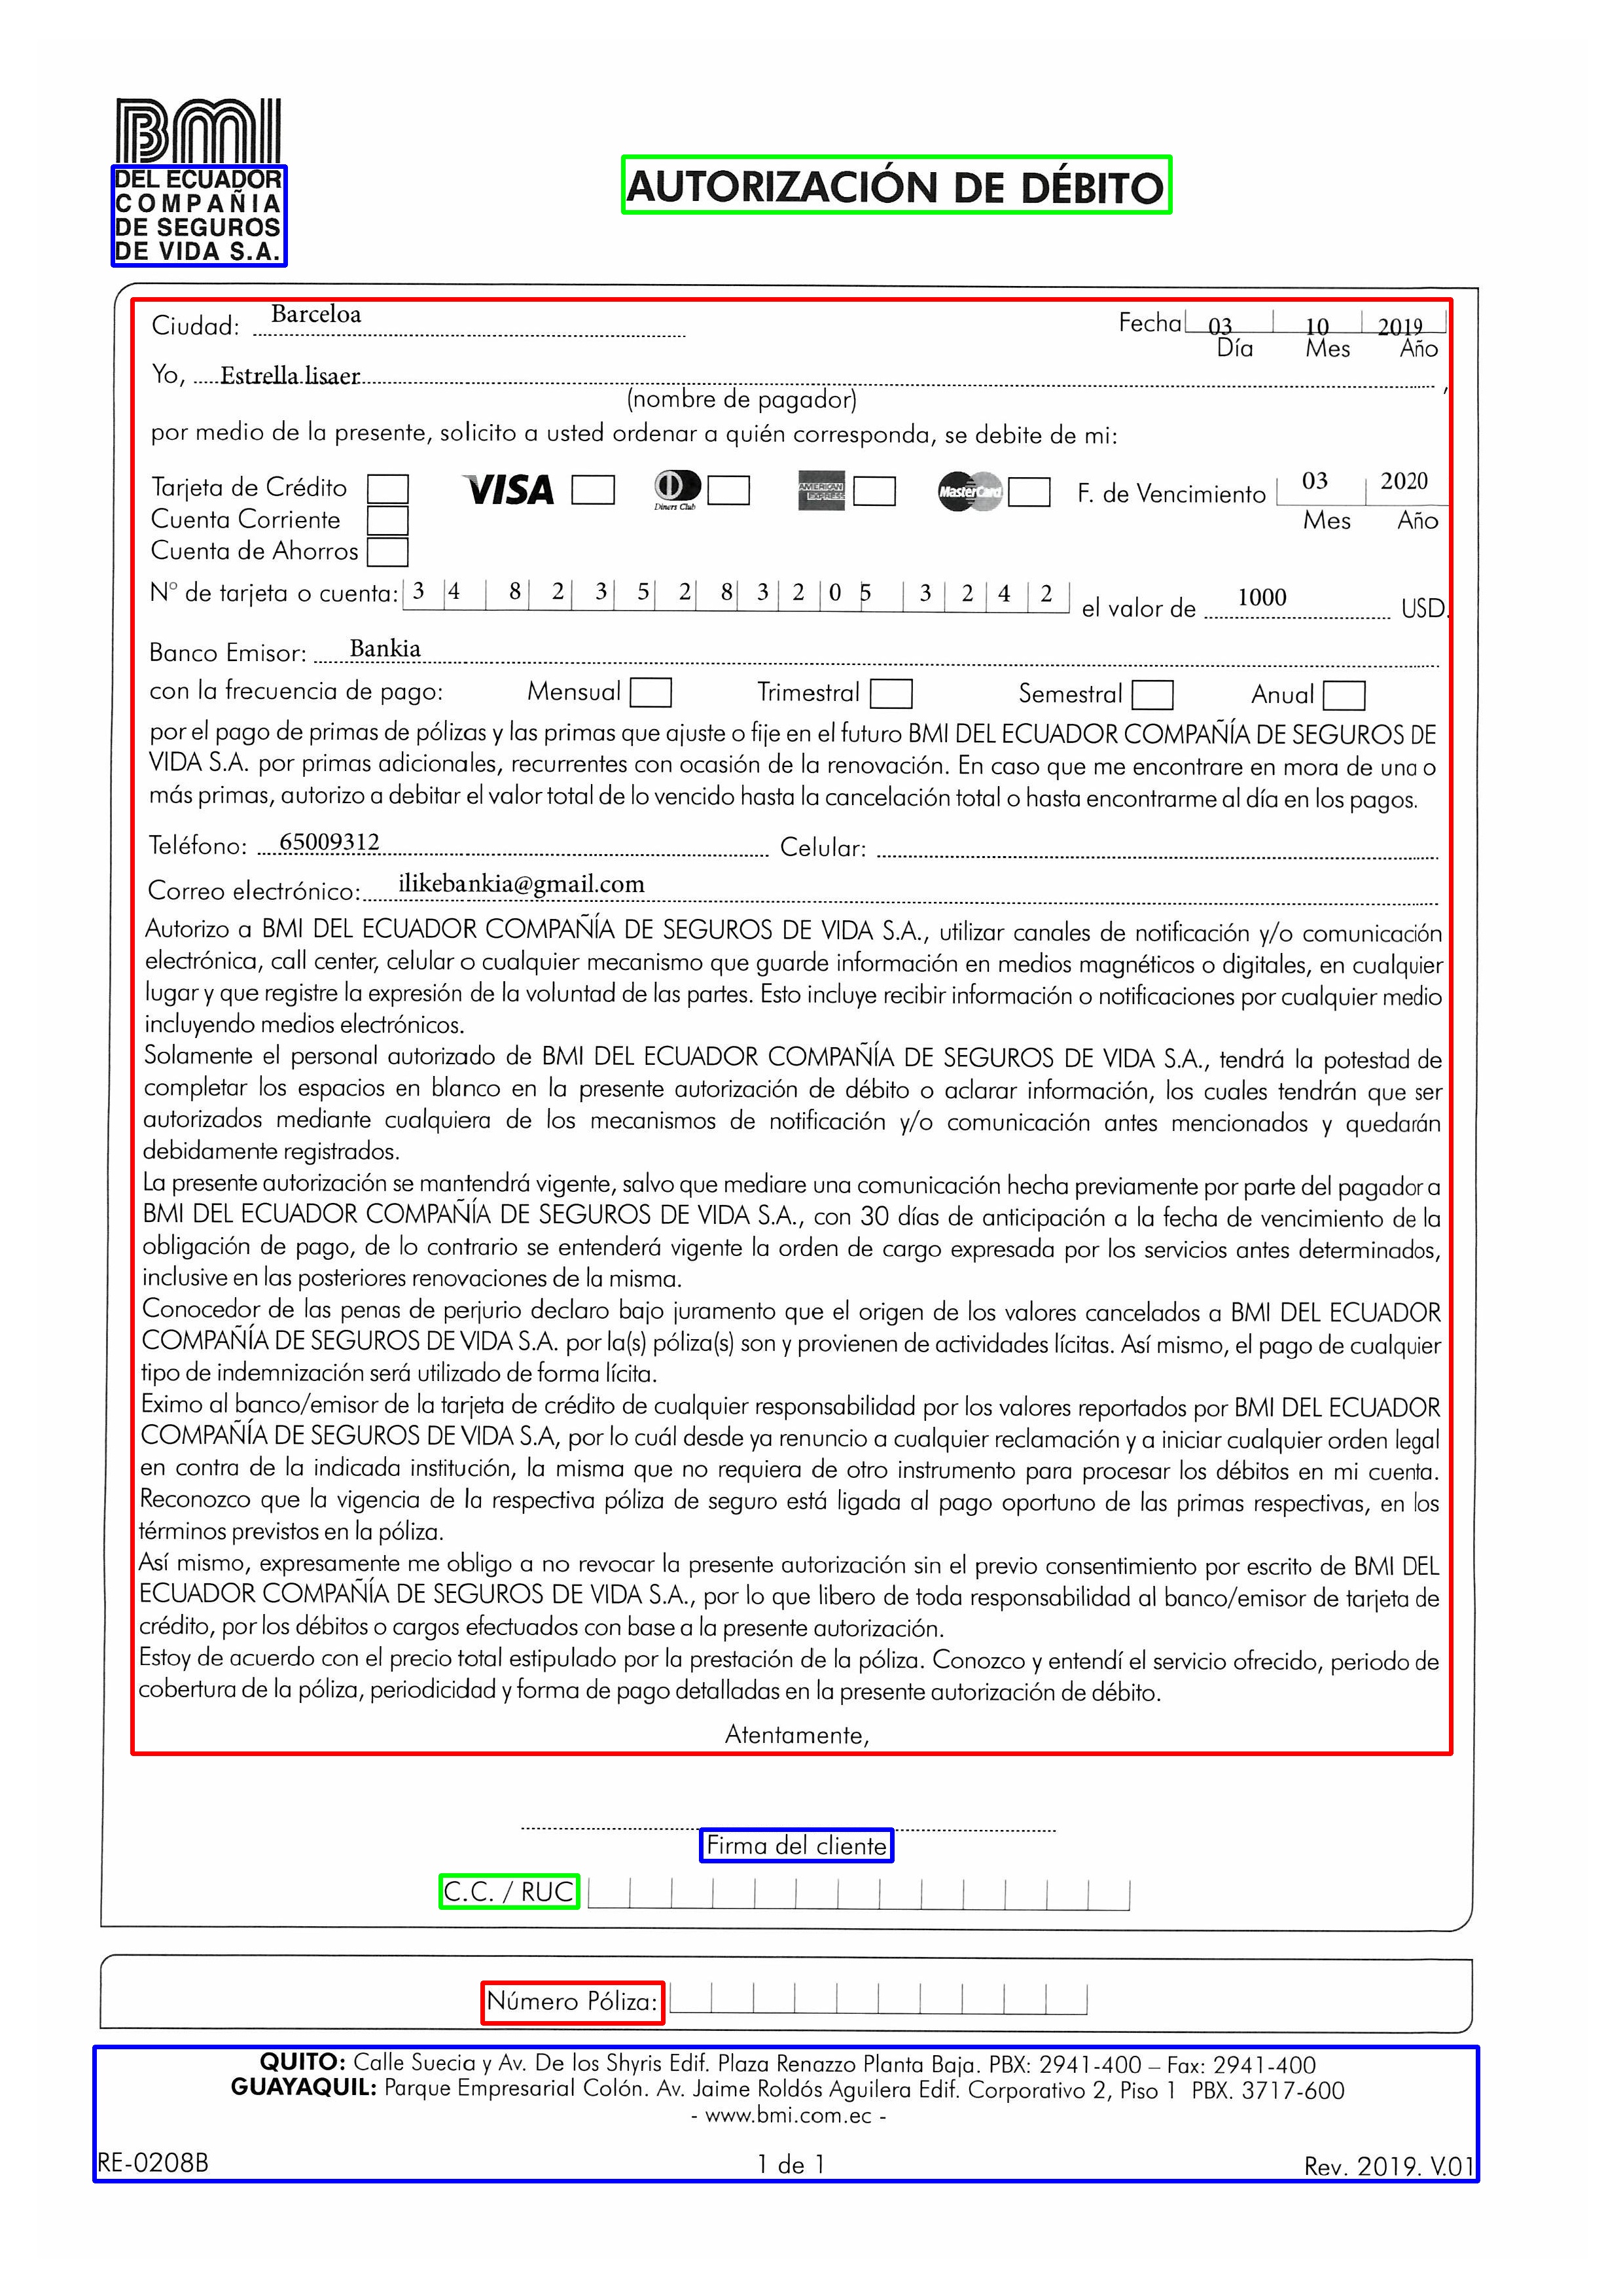 BMI
DEL ECUADOR
COMPAÑIA
DE SEGUROS
DE VIDA S.A.
AUTORIZACIÓN DE DÉBITO
Ciudad: Barceloa
Fecha 03 10 2019
Día Mes Año
Yo, Estrella lisaer ,
(nombre de pagador)
por medio de la presente, solicito a usted ordenar a quién corresponda, se debite de mi:
Tarjeta de Crédito VISA Diners Club AMERICAN EXPRESS MasterCard F. de Vencimiento 03 2020
Cuenta Corriente Mes Año
Cuenta de Ahorros
N° de tarjeta o cuenta: 3 4 8 2 3 5 2 8 3 2 0 5 3 2 4 2 el valor de 1000 USD.
Banco Emisor: Bankia
con la frecuencia de pago: Mensual Trimestral Semestral Anual
por el pago de primas de pólizas y las primas que ajuste o fije en el futuro BMI DEL ECUADOR COMPAÑÍA DE SEGUROS DE
VIDA S.A. por primas adicionales, recurrentes con ocasión de la renovación. En caso que me encontrare en mora de una o
más primas, autorizo a debitar el valor total de lo vencido hasta la cancelación total o hasta encontrarme al día en los pagos.
Teléfono: 65009312 Celular:
Correo electrónico: ilikebankia@gmail.com
Autorizo a BMI DEL ECUADOR COMPAÑÍA DE SEGUROS DE VIDA S.A., utilizar canales de notificación y/o comunicación
electrónica, call center, celular o cualquier mecanismo que guarde información en medios magnéticos o digitales, en cualquier
lugar y que registre la expresión de la voluntad de las partes. Esto incluye recibir información o notificaciones por cualquier medio
incluyendo medios electrónicos.
Solamente el personal autorizado de BMI DEL ECUADOR COMPAÑÍA DE SEGUROS DE VIDA S.A., tendrá la potestad de
completar los espacios en blanco en la presente autorización de débito o aclarar información, los cuales tendrán que ser
autorizados mediante cualquiera de los mecanismos de notificación y/o comunicación antes mencionados y quedarán
debidamente registrados.
La presente autorización se mantendrá vigente, salvo que mediare una comunicación hecha previamente por parte del pagador a
BMI DEL ECUADOR COMPAÑÍA DE SEGUROS DE VIDA S.A., con 30 días de anticipación a la fecha de vencimiento de la
obligación de pago, de lo contrario se entenderá vigente la orden de cargo expresada por los servicios antes determinados,
inclusive en las posteriores renovaciones de la misma.
Conocedor de las penas de perjurio declaro bajo juramento que el origen de los valores cancelados a BMI DEL ECUADOR
COMPAÑÍA DE SEGUROS DE VIDA S.A. por la(s) póliza(s) son y provienen de actividades lícitas. Así mismo, el pago de cualquier
tipo de indemnización será utilizado de forma lícita.
Eximo al banco/emisor de la tarjeta de crédito de cualquier responsabilidad por los valores reportados por BMI DEL ECUADOR
COMPAÑÍA DE SEGUROS DE VIDA S.A, por lo cuál desde ya renuncio a cualquier reclamación y a iniciar cualquier orden legal
en contra de la indicada institución, la misma que no requiera de otro instrumento para procesar los débitos en mi cuenta.
Reconozco que la vigencia de la respectiva póliza de seguro está ligada al pago oportuno de las primas respectivas, en los
términos previstos en la póliza.
Así mismo, expresamente me obligo a no revocar la presente autorización sin el previo consentimiento por escrito de BMI DEL
ECUADOR COMPAÑÍA DE SEGUROS DE VIDA S.A., por lo que libero de toda responsabilidad al banco/emisor de tarjeta de
crédito, por los débitos o cargos efectuados con base a la presente autorización.
Estoy de acuerdo con el precio total estipulado por la prestación de la póliza. Conozco y entendí el servicio ofrecido, periodo de
cobertura de la póliza, periodicidad y forma de pago detalladas en la presente autorización de débito.
Atentamente,
Firma del cliente
C.C. / RUC
Número Póliza:
QUITO: Calle Suecia y Av. De los Shyris Edif. Plaza Renazzo Planta Baja. PBX: 2941-400 – Fax: 2941-400
GUAYAQUIL: Parque Empresarial Colón. Av. Jaime Roldós Aguilera Edif. Corporativo 2, Piso 1 PBX. 3717-600
- www.bmi.com.ec -
RE-0208B 1 de 1 Rev. 2019. V.01